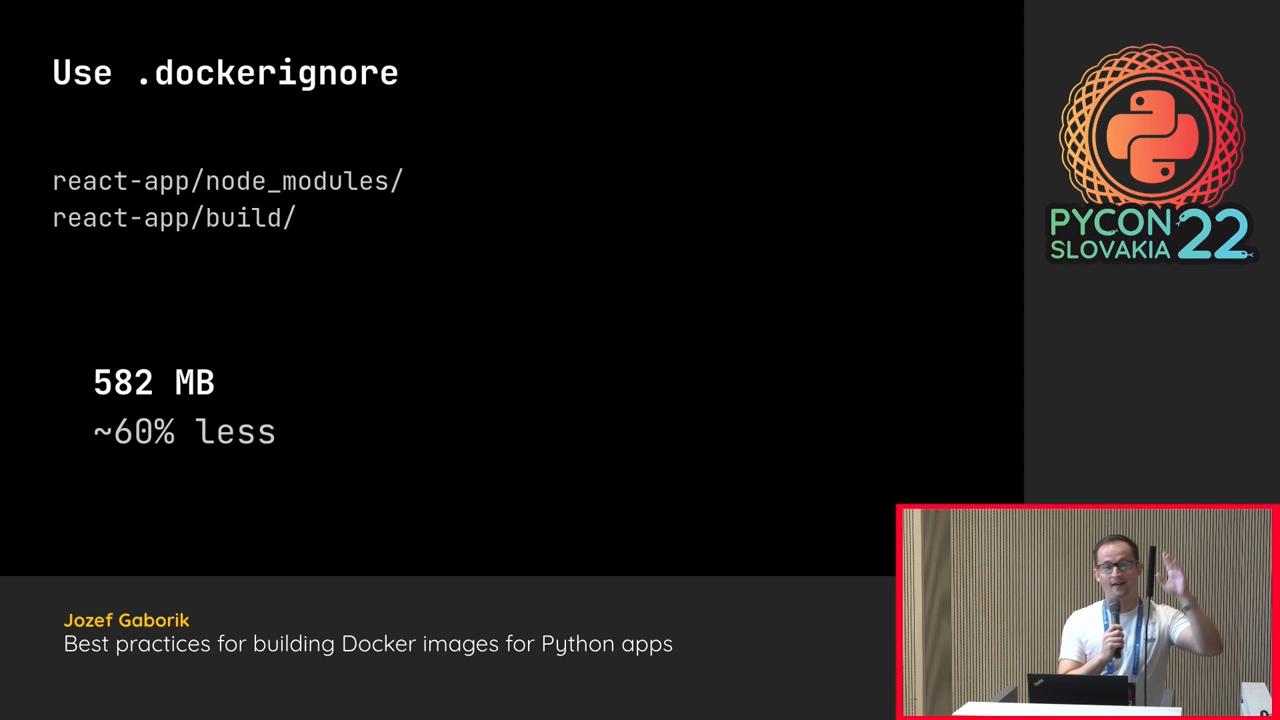 Use .dockerignore
react-app/node_modules/
react-app/build/
582 MB
~60% less
PYCON
SLOVAKIA
22
Jozef Gaborik
Best practices for building Docker images for Python apps